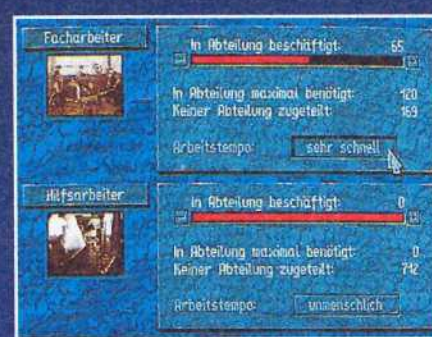 Facharbeiter
In Abteilung beschäftigt: 65
In Abteilung maximal benötigt: 120
Keiner Abteilung zugeteilt: 169
Arbeitstempo: sehr schnell
Hilfsarbeiter
In Abteilung beschäftigt: 0
In Abteilung maximal benötigt: 0
Keiner Abteilung zugeteilt: 712
Arbeitstempo: unmenschlich